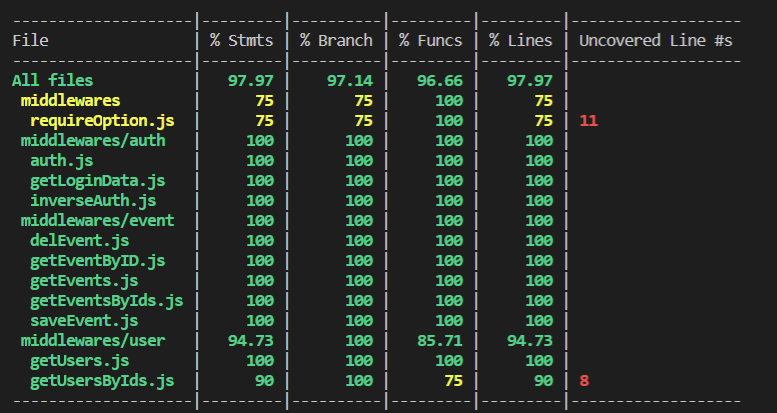 --------------------|---------|----------|---------|---------|-------------------
File                | % Stmts | % Branch | % Funcs | % Lines | Uncovered Line #s
--------------------|---------|----------|---------|---------|-------------------
All files           |   97.97 |    97.14 |   96.66 |   97.97 |
 middlewares        |      75 |       75 |     100 |      75 |
  requireOption.js  |      75 |       75 |     100 |      75 | 11
 middlewares/auth   |     100 |      100 |     100 |     100 |
  auth.js           |     100 |      100 |     100 |     100 |
  getLoginData.js   |     100 |      100 |     100 |     100 |
  inverseAuth.js    |     100 |      100 |     100 |     100 |
 middlewares/event  |     100 |      100 |     100 |     100 |
  delEvent.js       |     100 |      100 |     100 |     100 |
  getEventByID.js   |     100 |      100 |     100 |     100 |
  getEvents.js      |     100 |      100 |     100 |     100 |
  getEventsByIds.js |     100 |      100 |     100 |     100 |
  saveEvent.js      |     100 |      100 |     100 |     100 |
 middlewares/user   |   94.73 |      100 |   85.71 |   94.73 |
  getUsers.js       |     100 |      100 |     100 |     100 |
  getUsersByIds.js  |      90 |      100 |      75 |      90 | 8
--------------------|---------|----------|---------|---------|-------------------